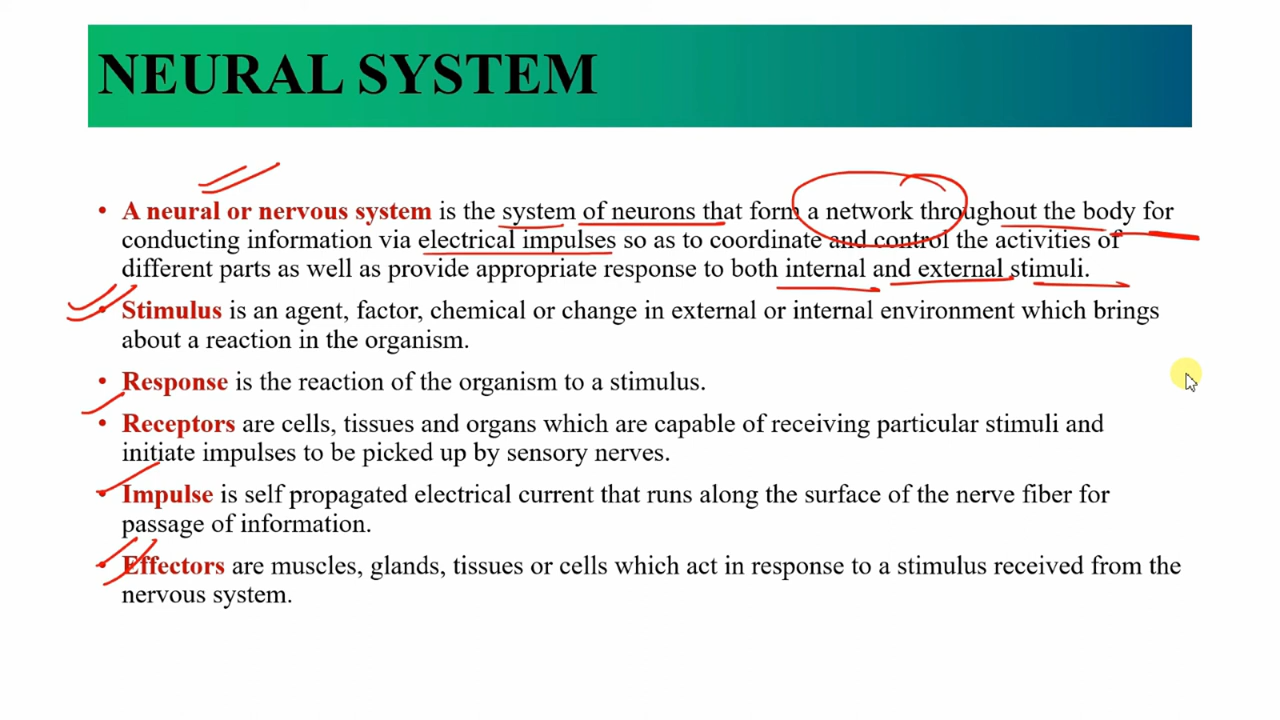 NEURAL SYSTEM
• A neural or nervous system is the system of neurons that form a network throughout the body for
conducting information via electrical impulses so as to coordinate and control the activities of
different parts as well as provide appropriate response to both internal and external stimuli.
• Stimulus is an agent, factor, chemical or change in external or internal environment which brings
about a reaction in the organism.
• Response is the reaction of the organism to a stimulus.
• Receptors are cells, tissues and organs which are capable of receiving particular stimuli and
initiate impulses to be picked up by sensory nerves.
• Impulse is self propagated electrical current that runs along the surface of the nerve fiber for
passage of information.
• Effectors are muscles, glands, tissues or cells which act in response to a stimulus received from the
nervous system.